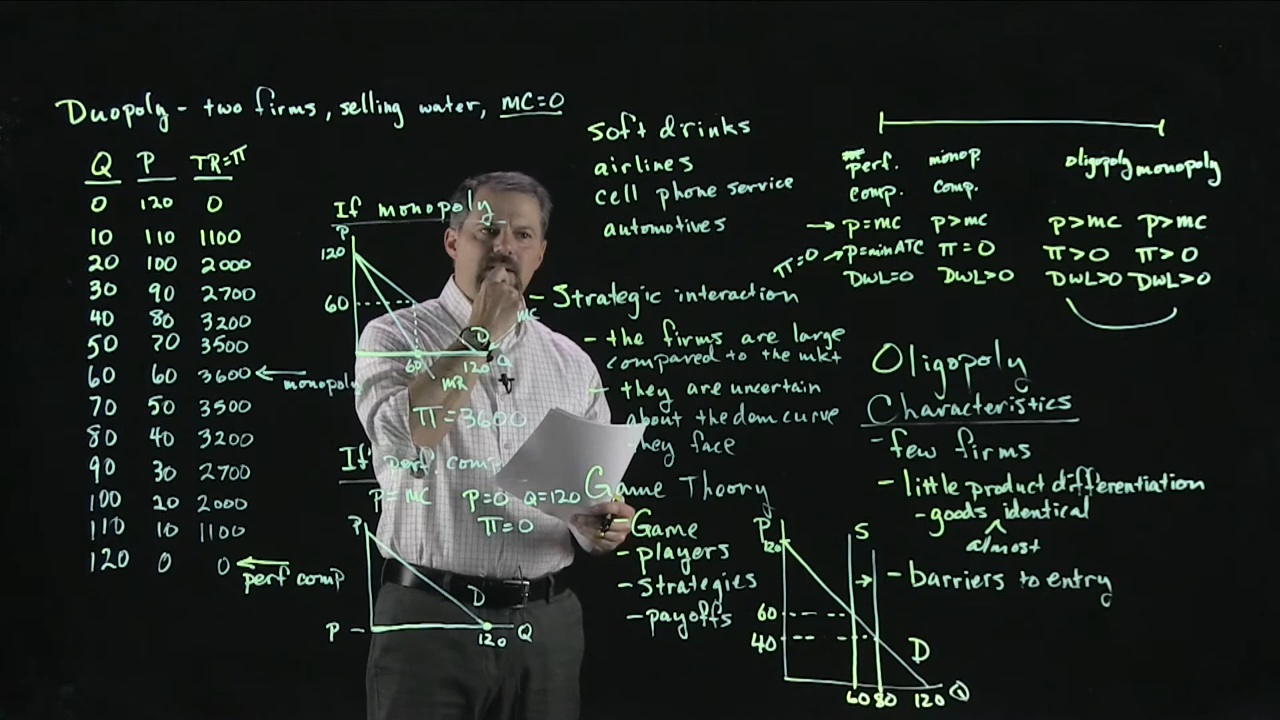 Duopoly - two firms, selling water, MC=0
Q P TR=π
0 120 0
10 110 1100
20 100 2000
30 90 2700
40 80 3200
50 70 3500
60 60 3600 ← monopoly
70 50 3500
80 40 3200
90 30 2700
100 20 2000
110 10 1100
120 0 0 ← perf comp
If monopoly
P
120
60
60 120 Q
D
MC
MR
π=3600
If perf. comp
P=MC P=0 Q=120
π=0
P
P -
D
120 Q
soft drinks
airlines
cell phone service
automotives
- Strategic interaction
- the firms are large
compared to the mkt
- they are uncertain
about the dem curve
they face
Game Theory
- Game
- players
- strategies
- payoffs
perf. comp.
monop. comp.
oligopoly
monopoly
→ P=MC P>MC P>MC P>MC
π=0 → P=minATC π=0 π>0 π>0
DWL=0 DWL>0 DWL>0 DWL>0
Oligopoly
Characteristics
- few firms
- little product differentiation
- goods ^ identical
almost
- barriers to entry
P
120
60
40
S
→
D
60 80 120 Q